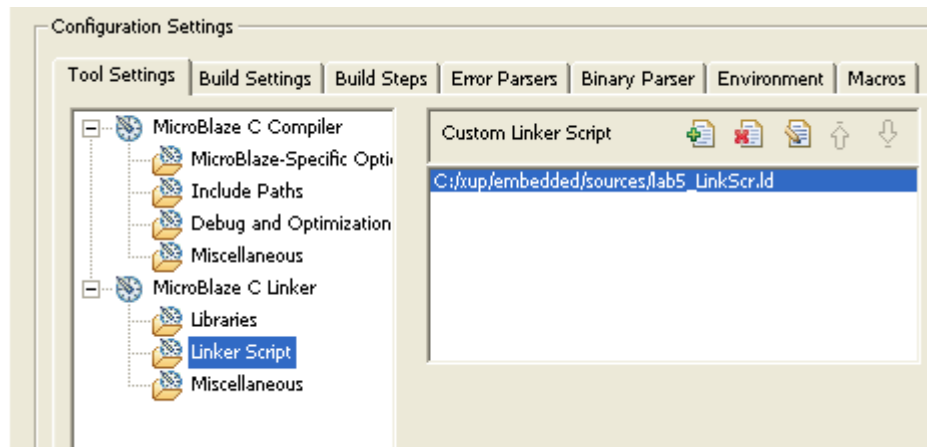 Configuration Settings
Tool Settings Build Settings Build Steps Error Parsers Binary Parser Environment Macros
MicroBlaze C Compiler
MicroBlaze-Specific Opti
Include Paths
Debug and Optimization
Miscellaneous
MicroBlaze C Linker
Libraries
Linker Script
Miscellaneous
Custom Linker Script
C:/xup/embedded/sources/lab5_LinkScr.ld